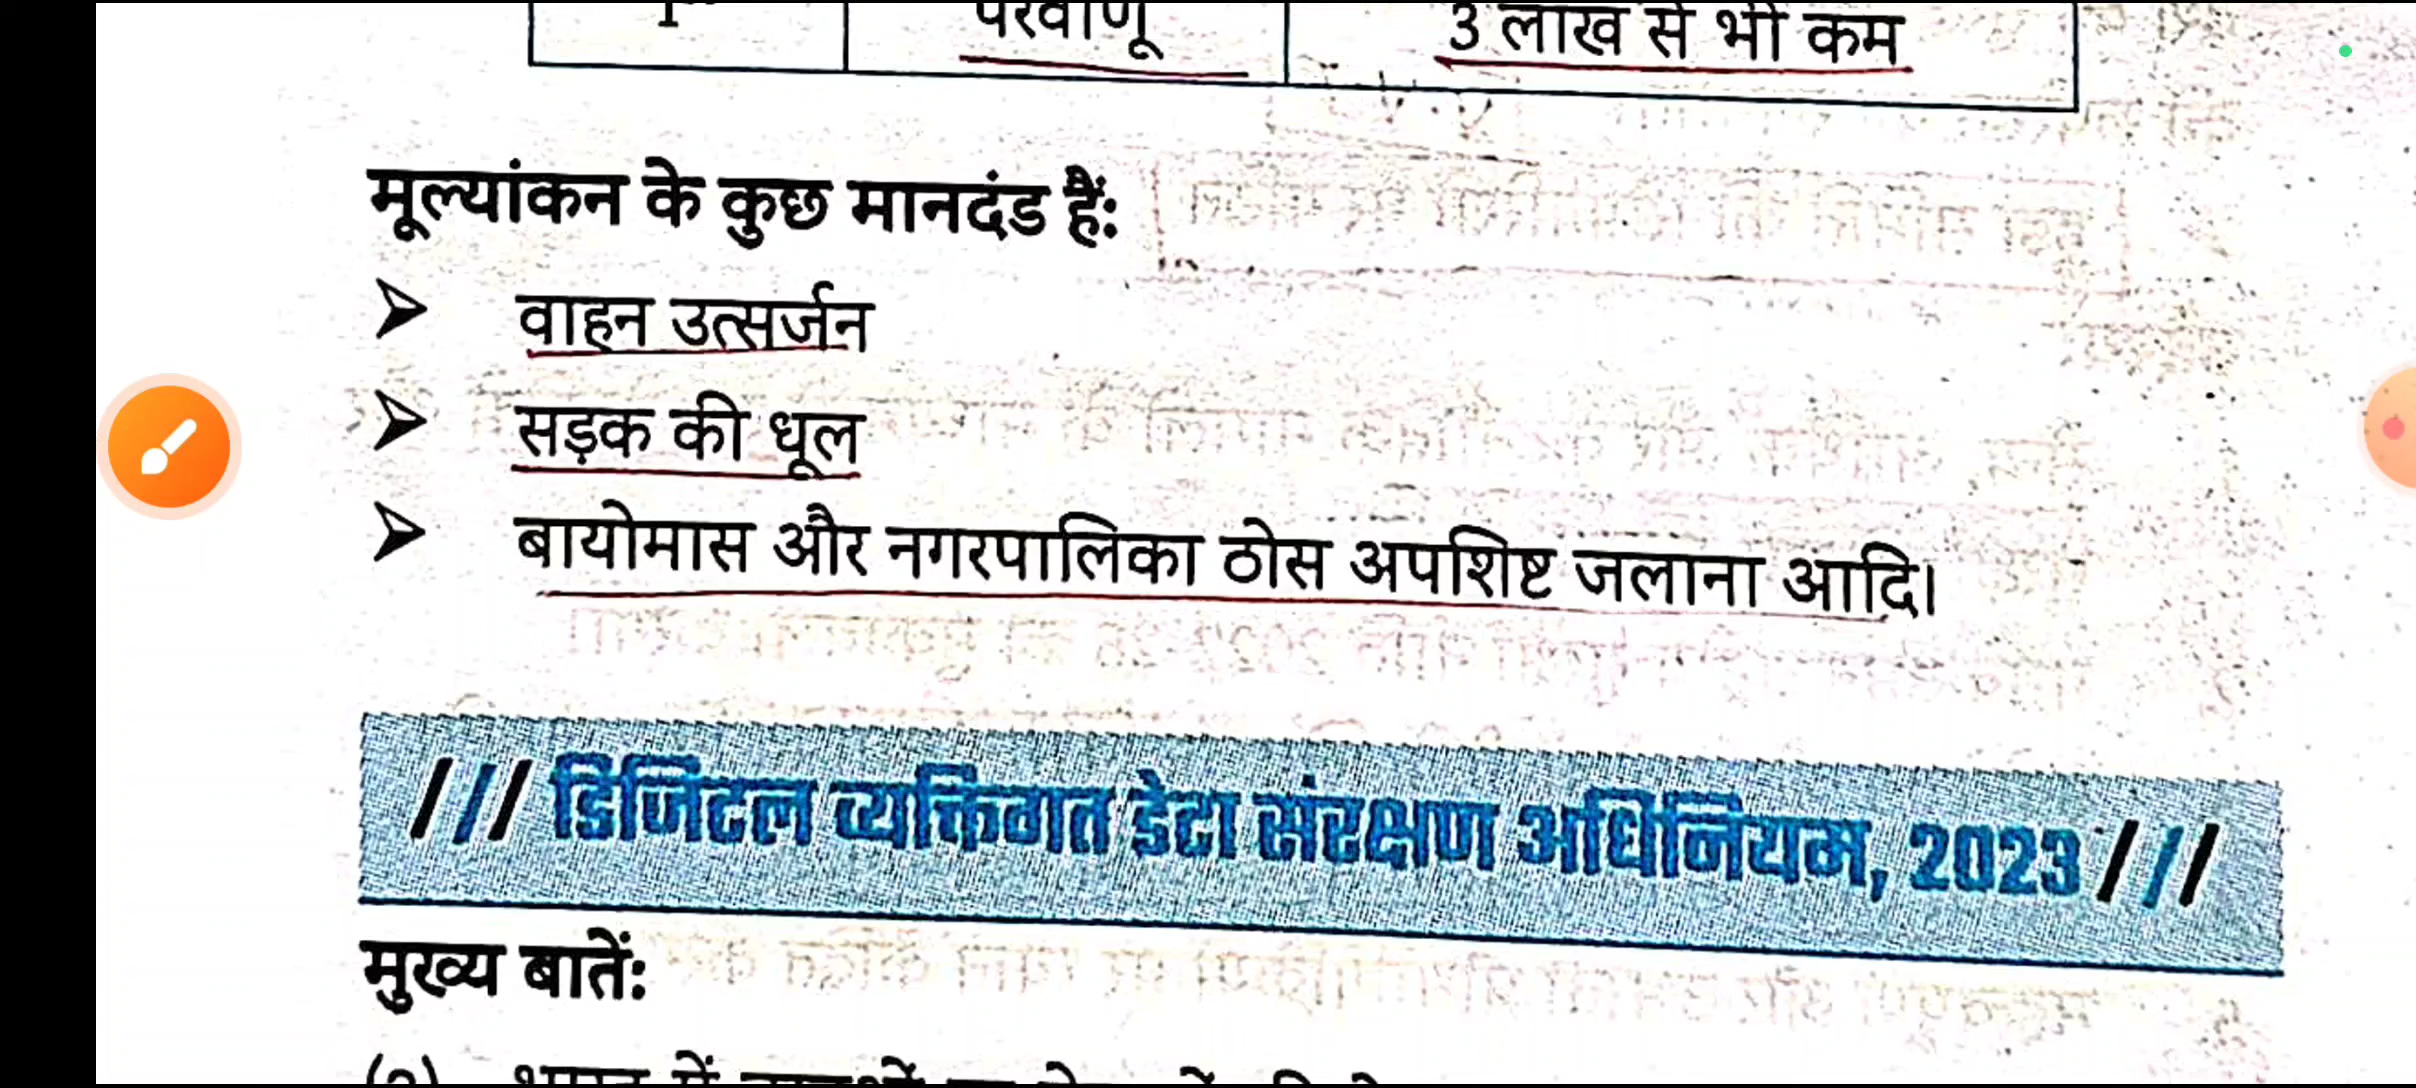 1st परवाणू 3 लाख से भी कम
मूल्यांकन के कुछ मानदंड हैं:
➤ वाहन उत्सर्जन
➤ सड़क की धूल
➤ बायोमास और नगरपालिका ठोस अपशिष्ट जलाना आदि।
/// डिजिटल व्यक्तिगत डेटा संरक्षण अधिनियम, 2023 ///
मुख्य बातें: